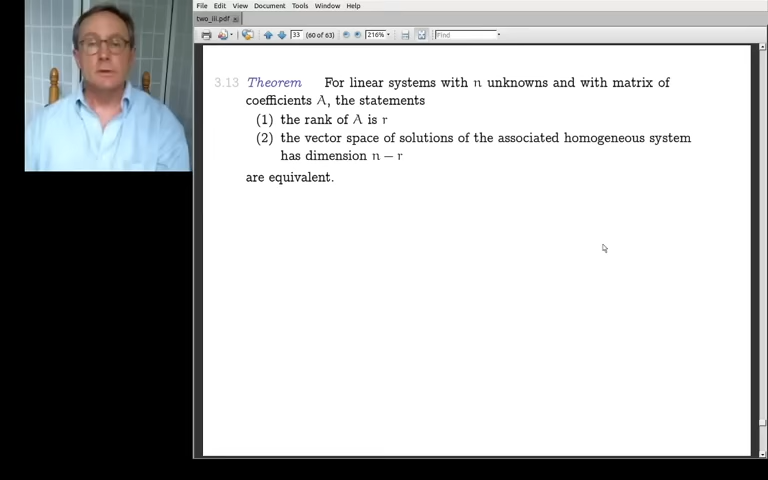 File Edit View Document Tools Window Help
two_iii.pdf
33 (60 of 63) 216% Find
3.13 Theorem For linear systems with n unknowns and with matrix of
coefficients A, the statements
(1) the rank of A is r
(2) the vector space of solutions of the associated homogeneous system
has dimension n − r
are equivalent.